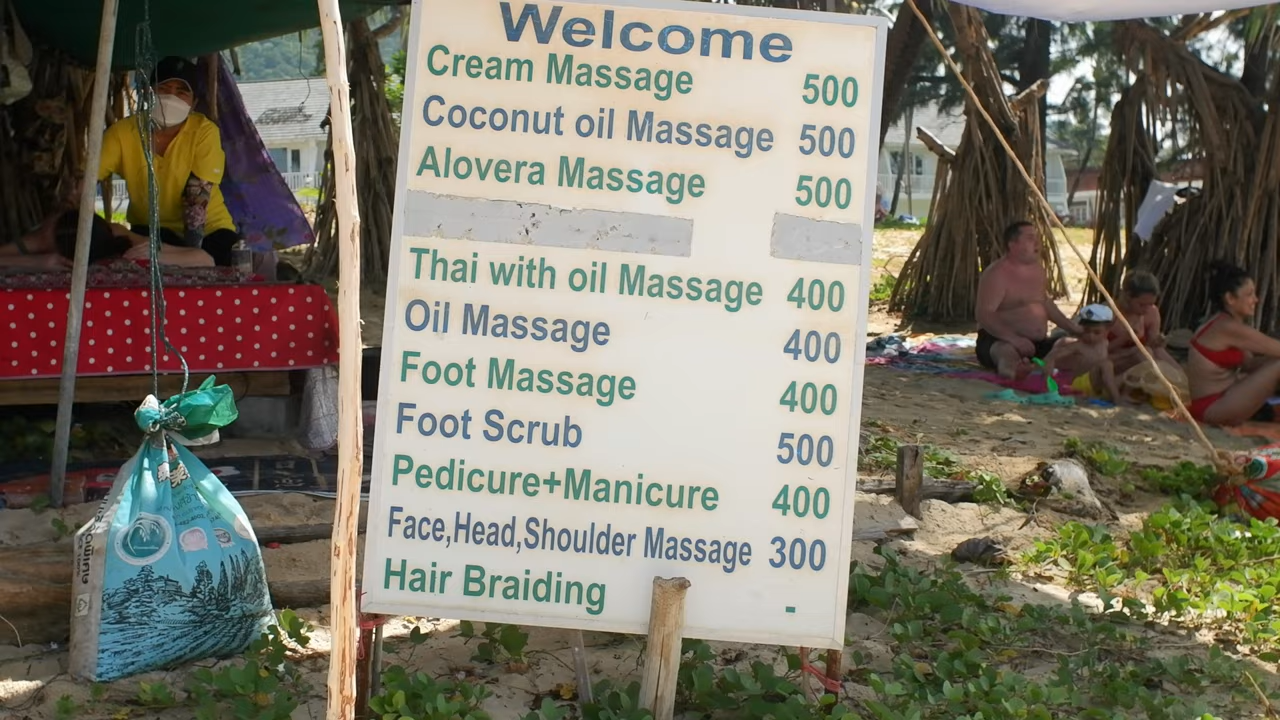 Welcome
Cream Massage 500
Coconut oil Massage 500
Alovera Massage 500
Thai with oil Massage 400
Oil Massage 400
Foot Massage 400
Foot Scrub 500
Pedicure+Manicure 400
Face,Head,Shoulder Massage 300
Hair Braiding -